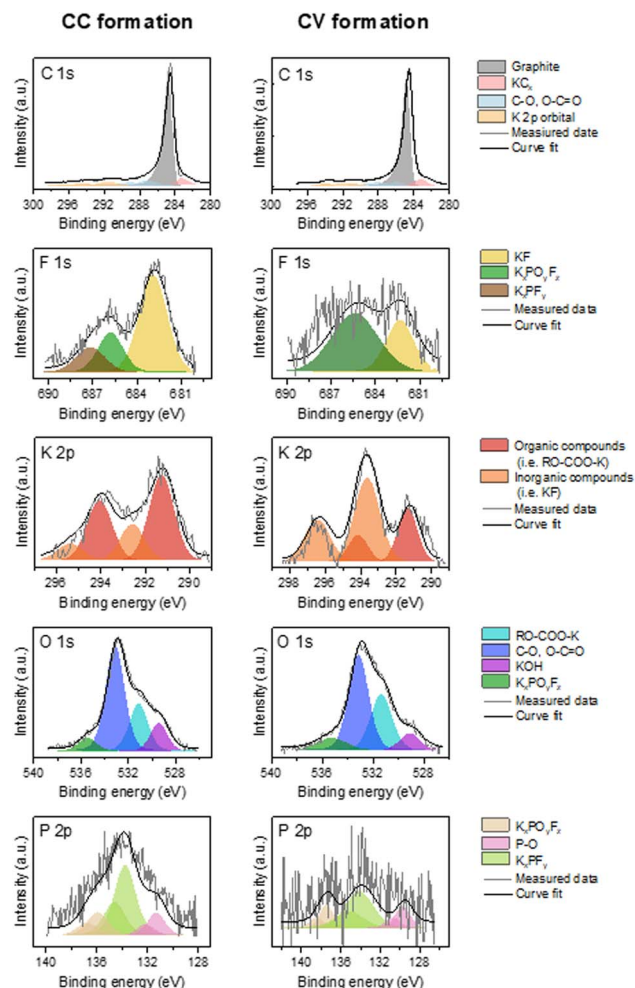 CC formation
CV formation
C 1s
Intensity (a.u.)
300 296 292 288 284 280
Binding energy (eV)
C 1s
Intensity (a.u.)
300 296 292 288 284 280
Binding energy (eV)
Graphite
KCₓ
C-O, O-C=O
K 2p orbital
Measiured date
Curve fit
F 1s
Intensity (a.u.)
690 687 684 681
Binding energy (eV)
F 1s
Intensity (a.u.)
690 687 684 681
Binding energy (eV)
KF
KₓPOᵧF₂
KₓPFᵧ
Measured data
Curve fit
K 2p
Intensity (a.u.)
296 294 292 290
Binding energy (eV)
K 2p
Intensity (a.u.)
298 296 294 292 290
Binding energy (eV)
Organic compounds
(i.e. RO-COO-K)
Inorganic compounds
(i.e. KF)
Measured data
Curve fit
O 1s
Intensity (a.u.)
540 536 532 528
Binding energy (eV)
O 1s
Intensity (a.u.)
540 536 532 528
Binding energy (eV)
RO-COO-K
C-O, O-C=O
KOH
KₓPOᵧF₂
Measured data
Curve fit
P 2p
Intensity (a.u.)
140 136 132 128
Binding energy (eV)
P 2p
Intensity (a.u.)
140 136 132 128
Binding energy (eV)
KₓPOᵧF₂
P-O
KₓPFᵧ
Measured data
Curve fit